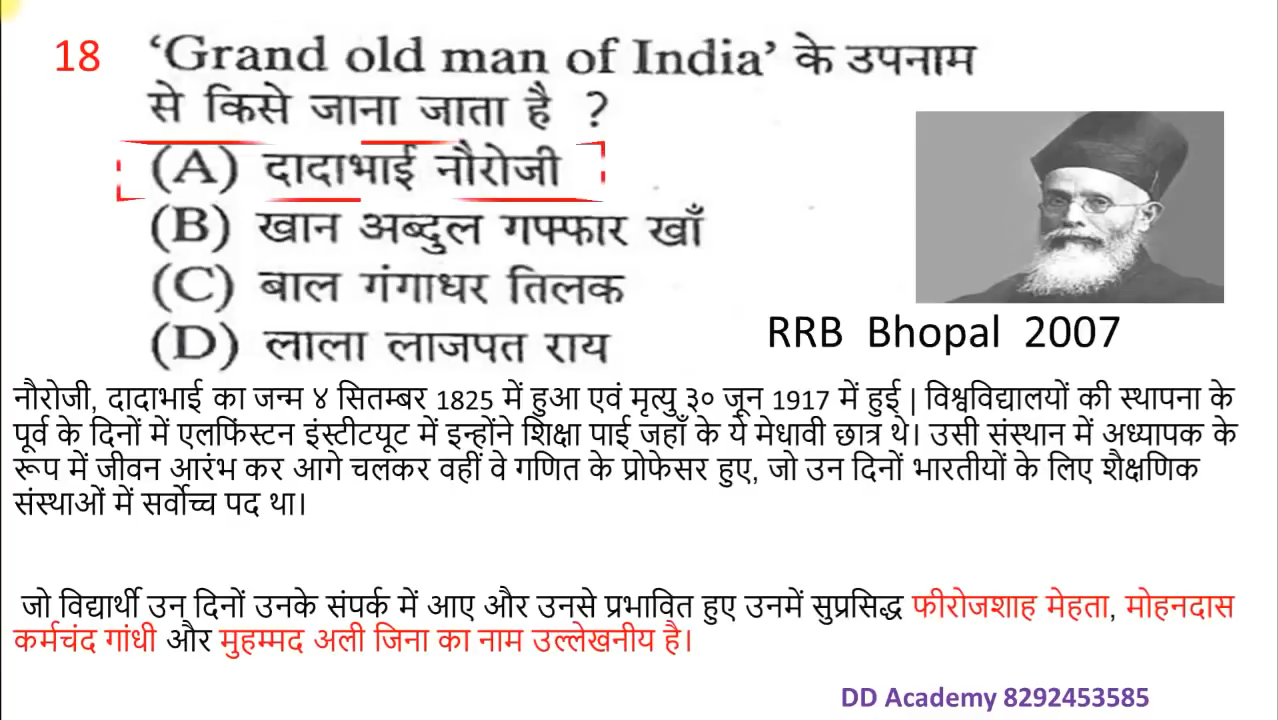 18 ‘Grand old man of India’ के उपनाम
से किसे जाना जाता है ?
(A) दादाभाई नौरोजी
(B) खान अब्दुल गफ्फार खाँ
(C) बाल गंगाधर तिलक
(D) लाला लाजपत राय
RRB Bhopal 2007
नौरोजी, दादाभाई का जन्म ४ सितम्बर 1825 में हुआ एवं मृत्यु ३० जून 1917 में हुई | विश्वविद्यालयों की स्थापना के
पूर्व के दिनों में एलफिंस्टन इंस्टीटयूट में इन्होंने शिक्षा पाई जहाँ के ये मेधावी छात्र थे। उसी संस्थान में अध्यापक के
रूप में जीवन आरंभ कर आगे चलकर वहीं वे गणित के प्रोफेसर हुए, जो उन दिनों भारतीयों के लिए शैक्षणिक
संस्थाओं में सर्वोच्च पद था।
जो विद्यार्थी उन दिनों उनके संपर्क में आए और उनसे प्रभावित हुए उनमें सुप्रसिद्ध फीरोजशाह मेहता, मोहनदास
कर्मचंद गांधी और मुहम्मद अली जिना का नाम उल्लेखनीय है।
DD Academy 8292453585